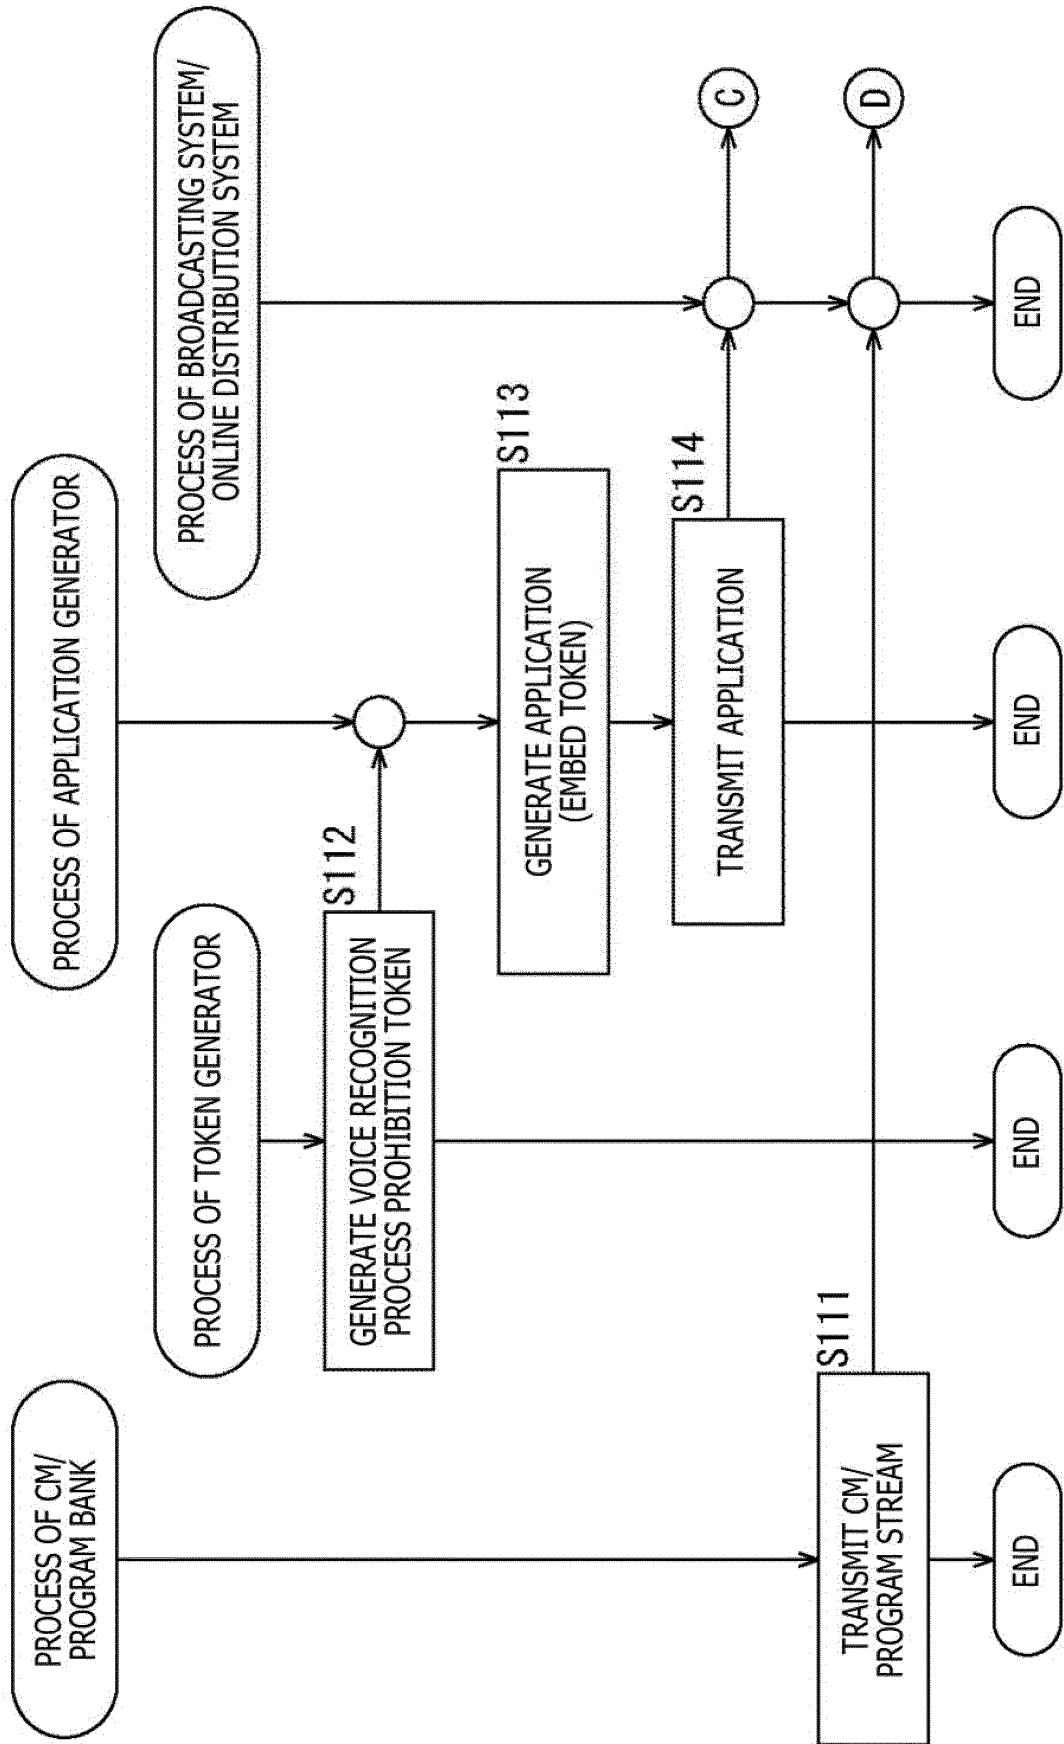 PROCESS OF CM/
PROGRAM BANK
PROCESS OF TOKEN GENERATOR
PROCESS OF APPLICATION GENERATOR
PROCESS OF BROADCASTING SYSTEM/
ONLINE DISTRIBUTION SYSTEM
S112
GENERATE VOICE RECOGNITION
PROCESS PROHIBITION TOKEN
S113
GENERATE APPLICATION
(EMBED TOKEN)
S114
TRANSMIT APPLICATION
C
S111
TRANSMIT CM/
PROGRAM STREAM
D
END
END
END
END